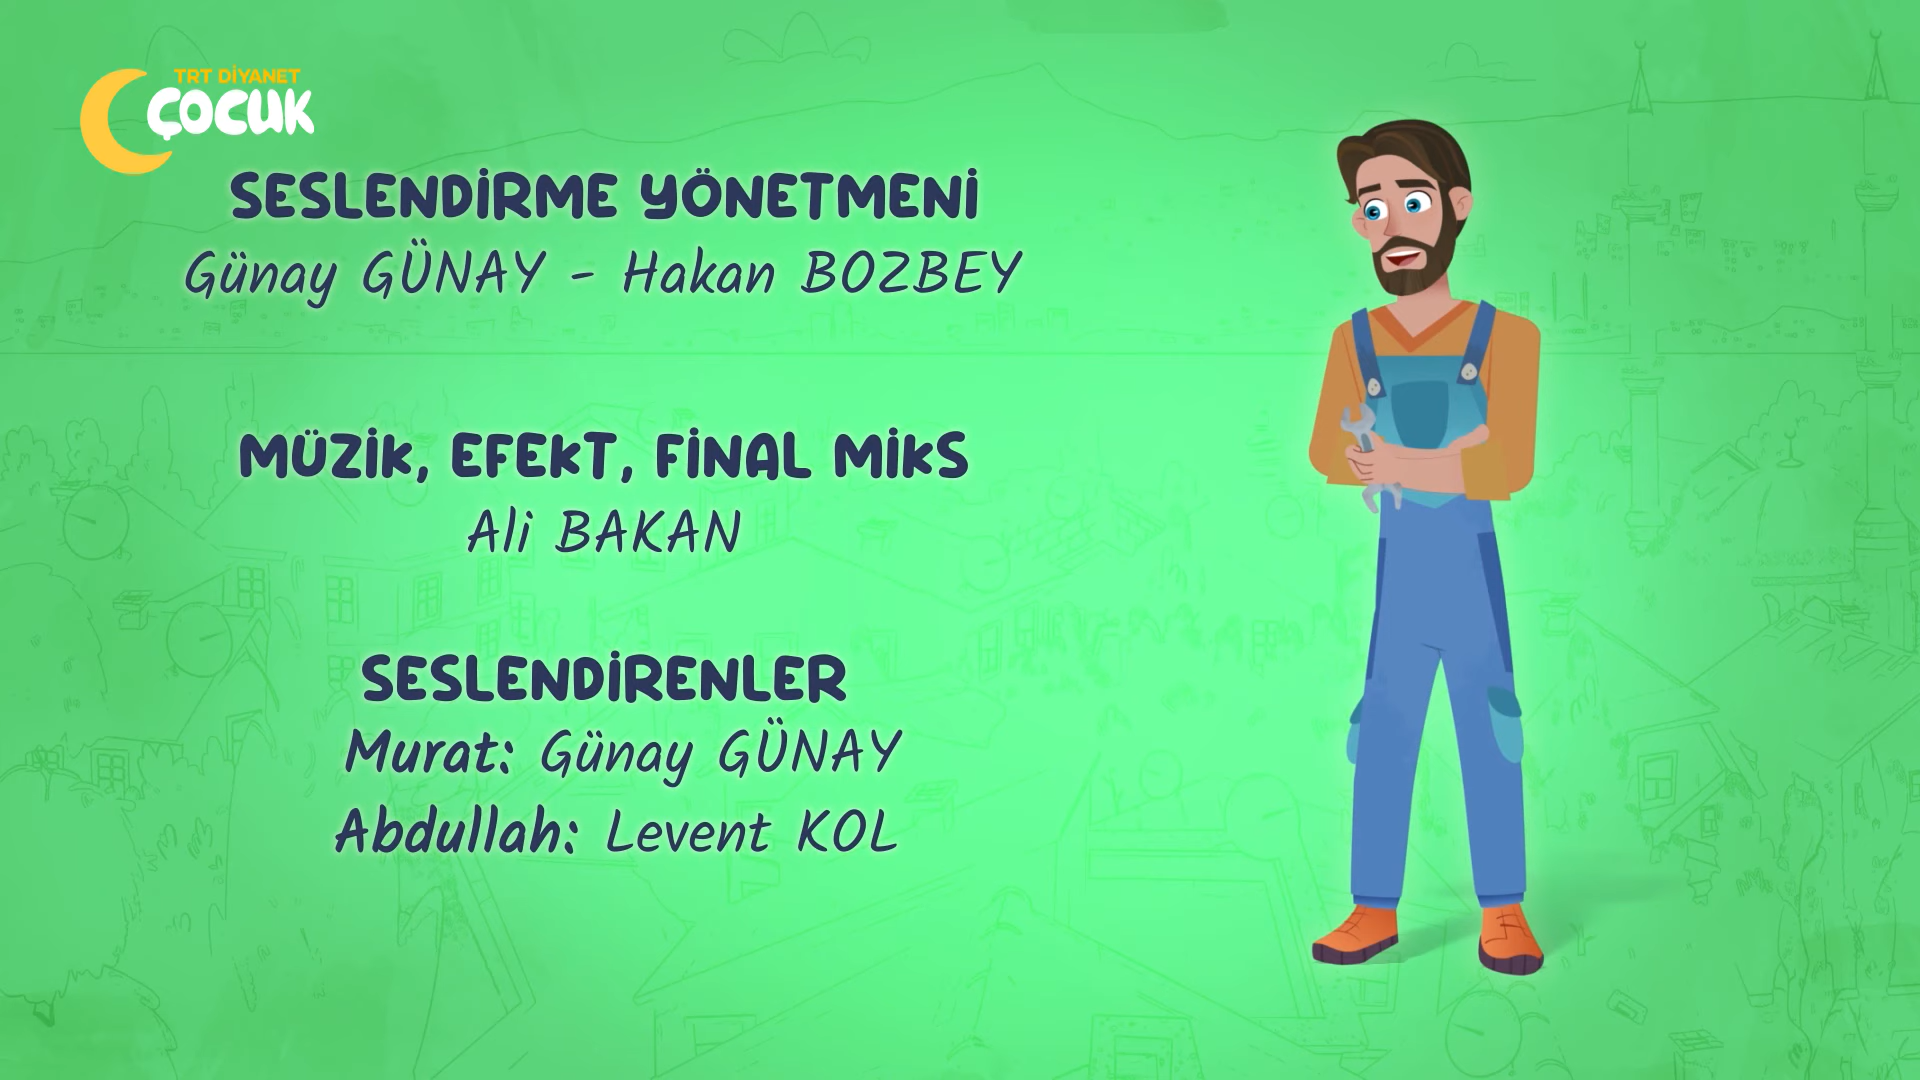 TRT DİYANET
ÇOCUK
SESLENDİRME YÖNETMENİ
Günay GÜNAY - Hakan BOZBEY
MÜZİK, EFEKT, FİNAL MİKS
Ali BAKAN
SESLENDİRENLER
Murat: Günay GÜNAY
Abdullah: Levent KOL